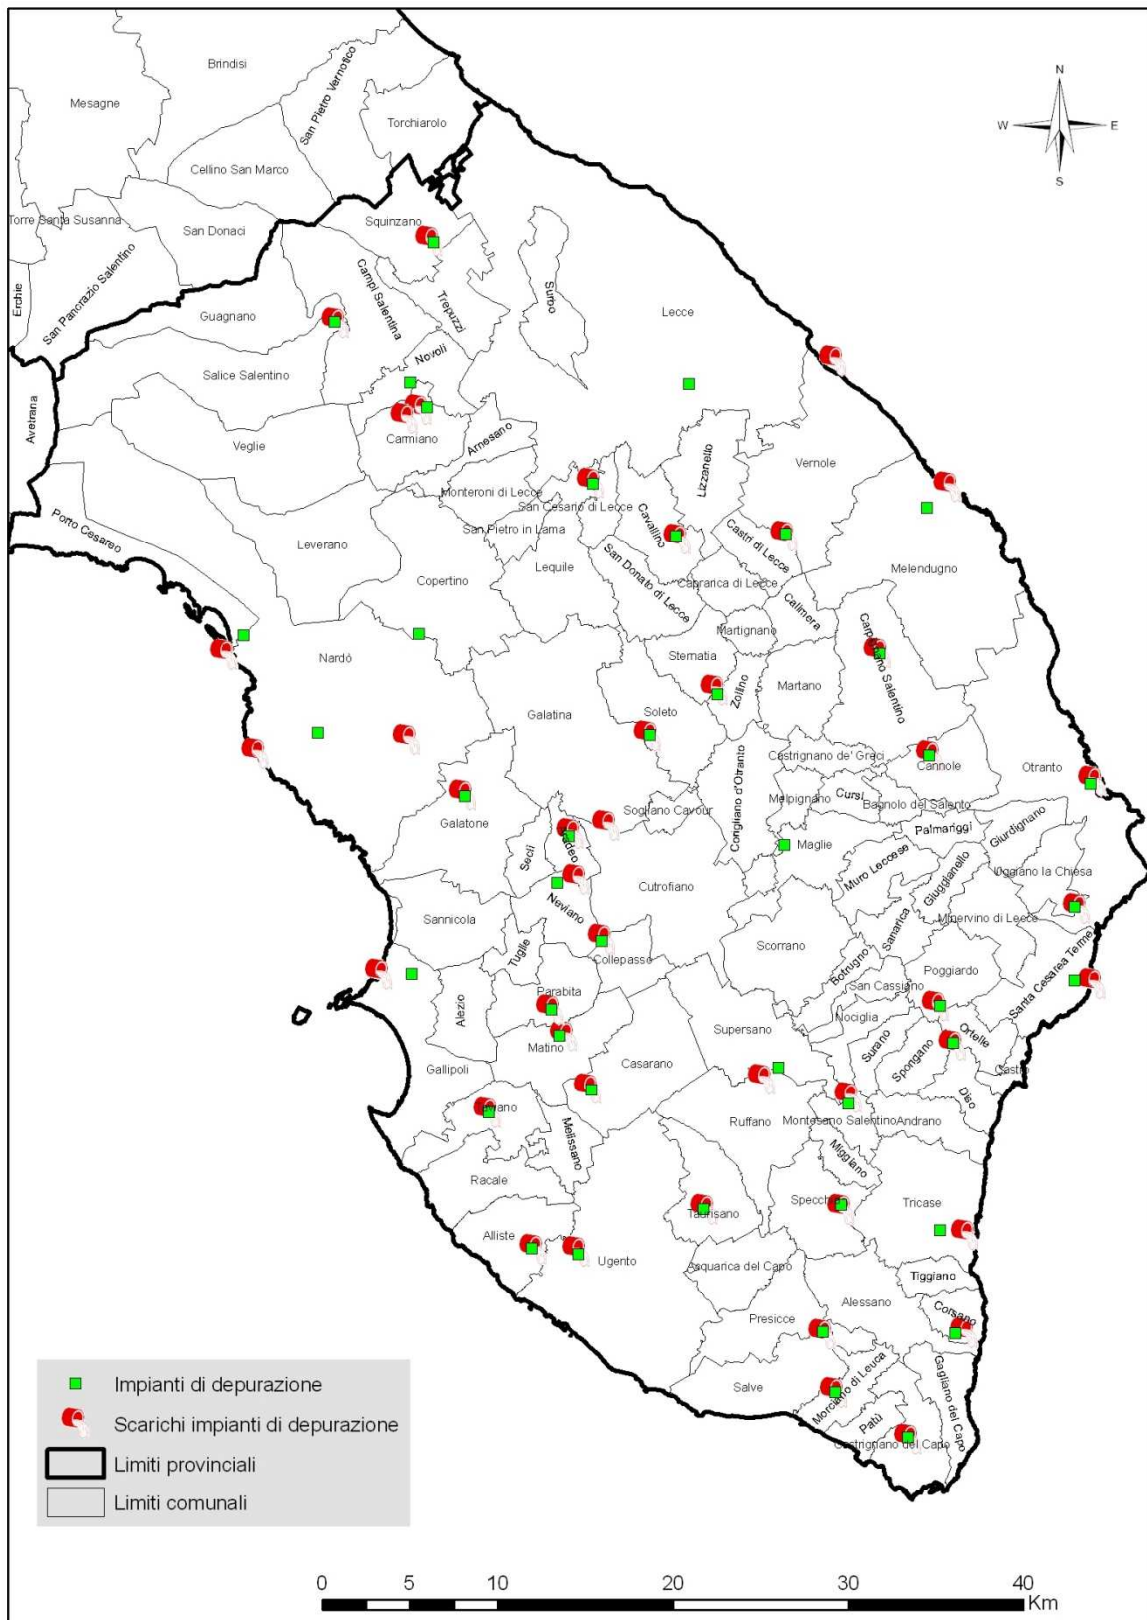 Brindisi
San Pietro Vernotico
Mesagne
N
W
E
S
Torchiarolo
Cellino San Marco
Torre Santa Susanna
San Donaci
Squinzano
San Pancrazio Salentino
Erchie
Campi Salentina
Trepuzzi
Surbo
Lecce
Guagnano
Novoli
Salice Salentino
Avetrana
Veglie
Carmiano
Arnesano
Lizzanello
Vernole
Monteroni di Lecce
San Cesario di Lecce
Cavallino
Porto Cesareo
San Pietro in Lama
Leverano
Castri di Lecce
Copertino
Lequile
San Donato di Lecce
Caprarica di Lecce
Melendugno
Calimera
Martignano
Nardò
Sternatia
Zollino
Martano
Carpignano Salentino
Galatina
Soleto
Castrignano de' Greci
Cannole
Otranto
Corigliano d'Otranto
Melpignano
Cursi
Bagnolo del Salento
Sogliano Cavour
Galatone
Seclì
Maglie
Palmariggi
Giurdignano
Muro Leccese
Giuggianello
Uggiano la Chiesa
Cutrofiano
Sannicola
Neviano
Sanarica
Minervino di Lecce
Tuglie
Collepasso
Scorrano
Botrugno
Poggiardo
Santa Cesarea Terme
San Cassiano
Alezio
Parabita
Nociglia
Supersano
Surano
Spongano
Ortelle
Matino
Casarano
Castro
Gallipoli
Diso
Ruffano
Montesano Salentino
Andrano
Melissano
Miggiano
Racale
Specchia
Tricase
Taurisano
Alliste
Ugento
Acquarica del Capo
Tiggiano
Alessano
Corsano
Presicce
Salve
Morciano di Leuca
Gagliano del Capo
Patù
Castrignano del Capo
Impianti di depurazione
Scarichi impianti di depurazione
Limiti provinciali
Limiti comunali
0 5 10 20 30 40
Km